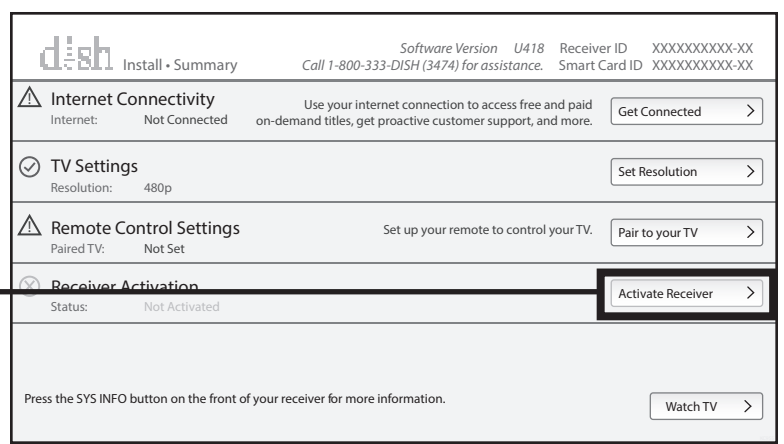 dish Install • Summary
Software Version U418 Receiver ID XXXXXXXXXX-XX
Call 1-800-333-DISH (3474) for assistance. Smart Card ID XXXXXXXXXX-XX
Internet Connectivity
Internet: Not Connected
Use your internet connection to access free and paid
on-demand titles, get proactive customer support, and more.
Get Connected
TV Settings
Resolution: 480p
Set Resolution
Remote Control Settings
Paired TV: Not Set
Set up your remote to control your TV.
Pair to your TV
Receiver Activation
Status: Not Activated
Activate Receiver
Press the SYS INFO button on the front of your receiver for more information.
Watch TV